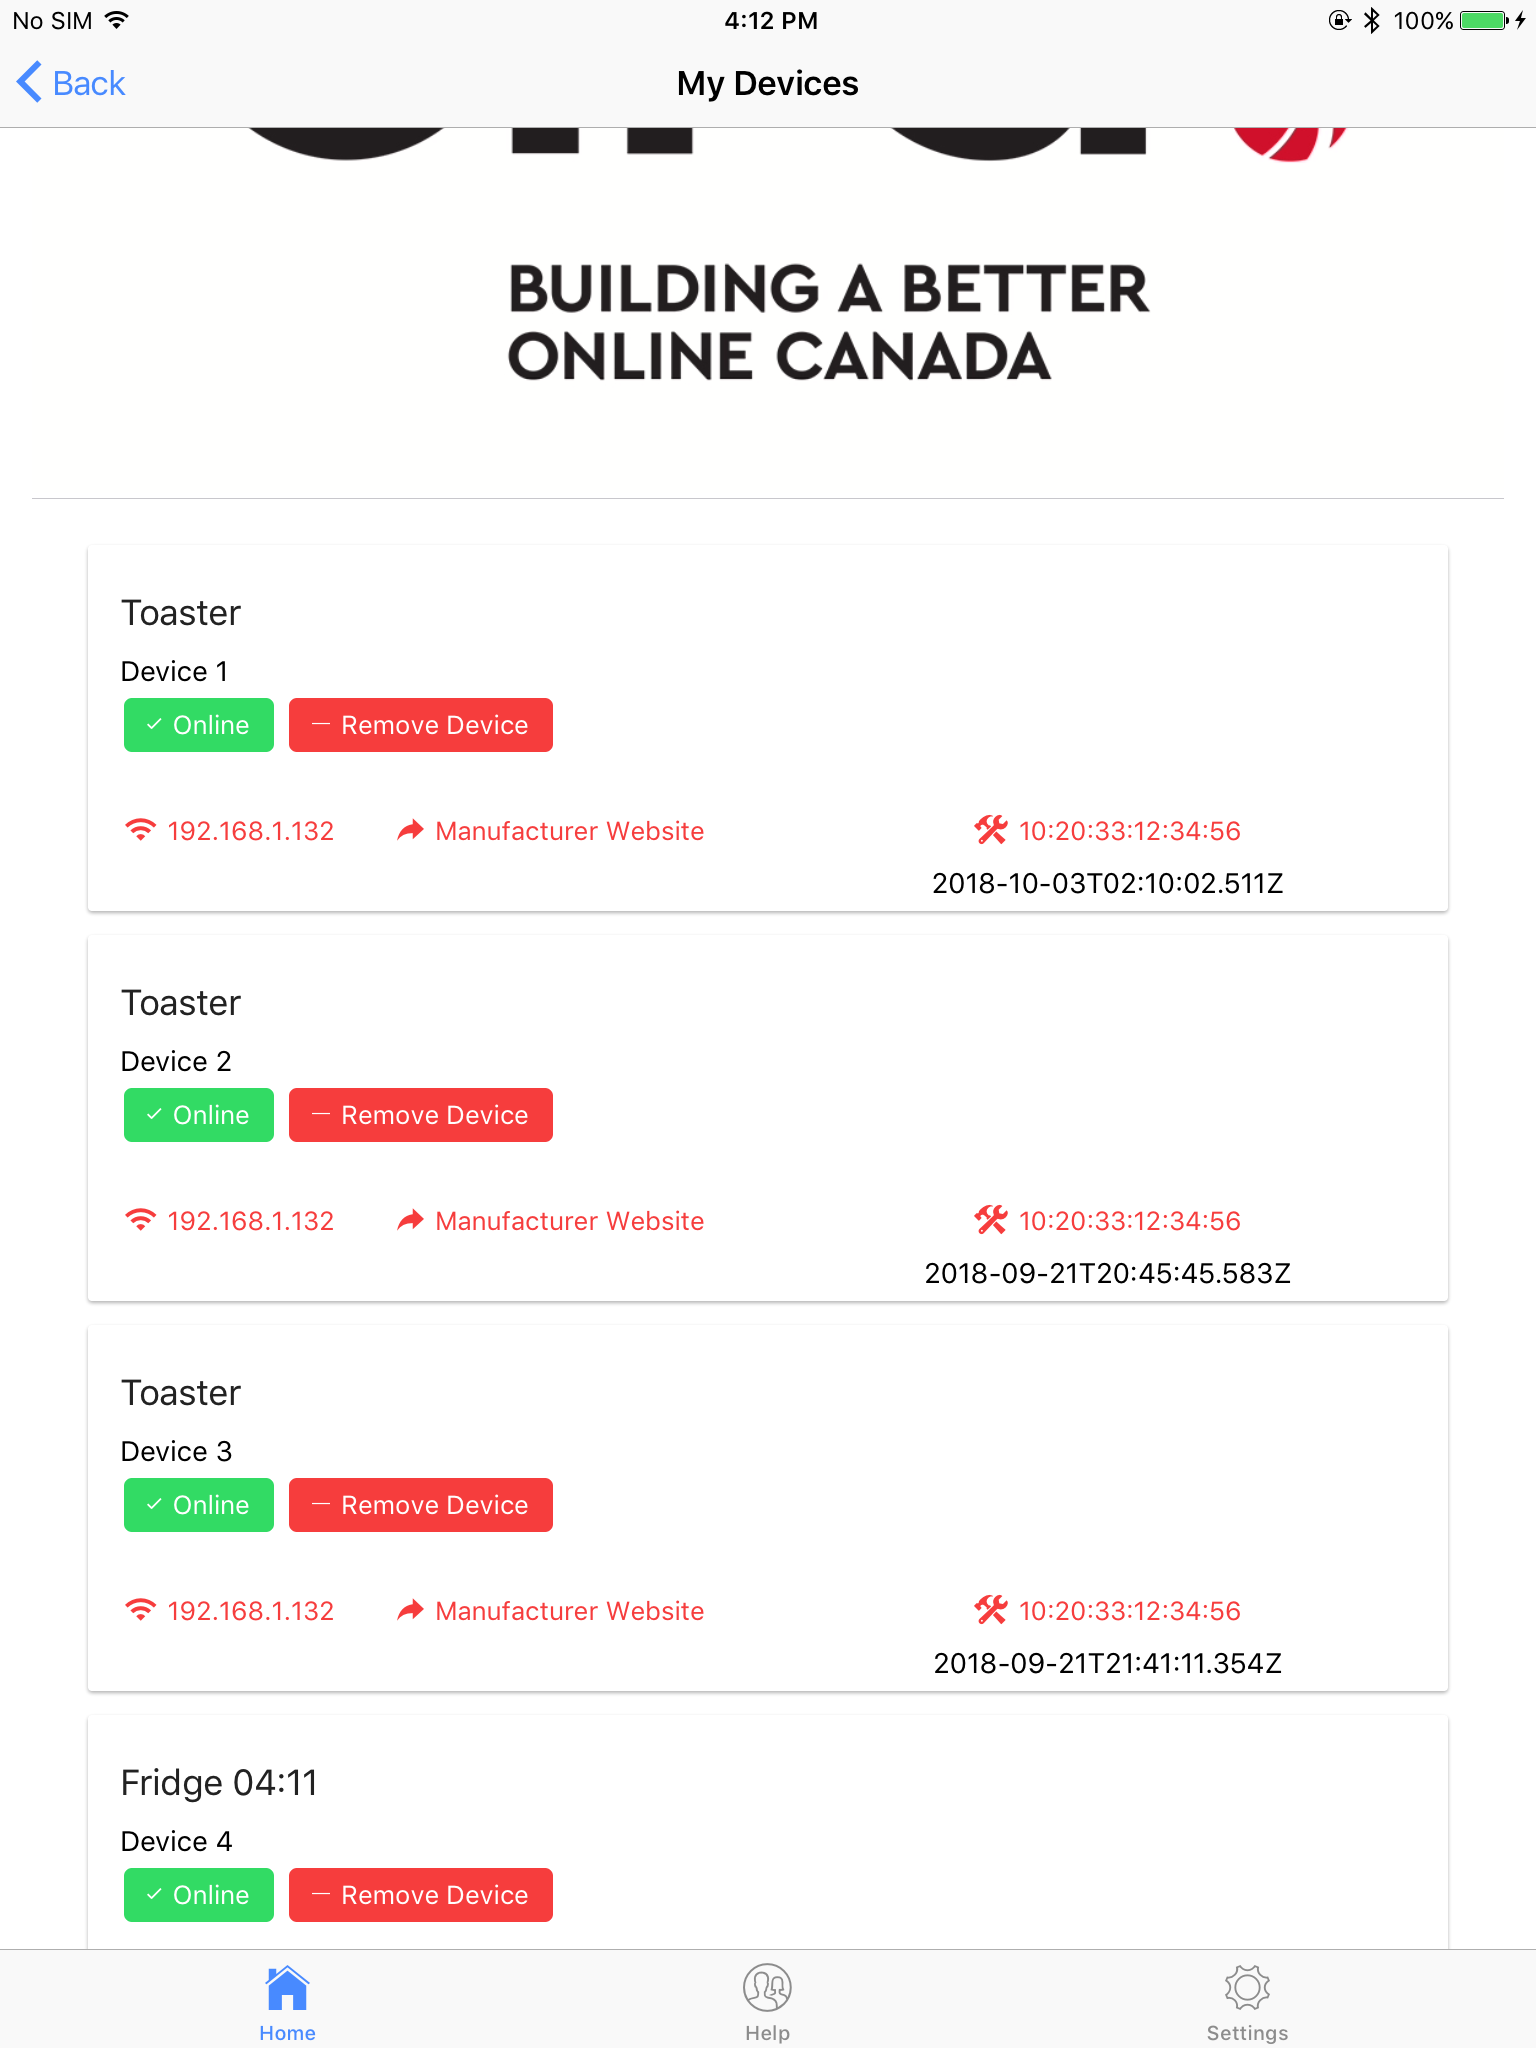 No SIM 4:12 PM 100%
Back My Devices
BUILDING A BETTER
ONLINE CANADA
Toaster
Device 1
Online Remove Device
192.168.1.132 Manufacturer Website 10:20:33:12:34:56
2018-10-03T02:10:02.511Z
Toaster
Device 2
Online Remove Device
192.168.1.132 Manufacturer Website 10:20:33:12:34:56
2018-09-21T20:45:45.583Z
Toaster
Device 3
Online Remove Device
192.168.1.132 Manufacturer Website 10:20:33:12:34:56
2018-09-21T21:41:11.354Z
Fridge 04:11
Device 4
Online Remove Device
Home Help Settings